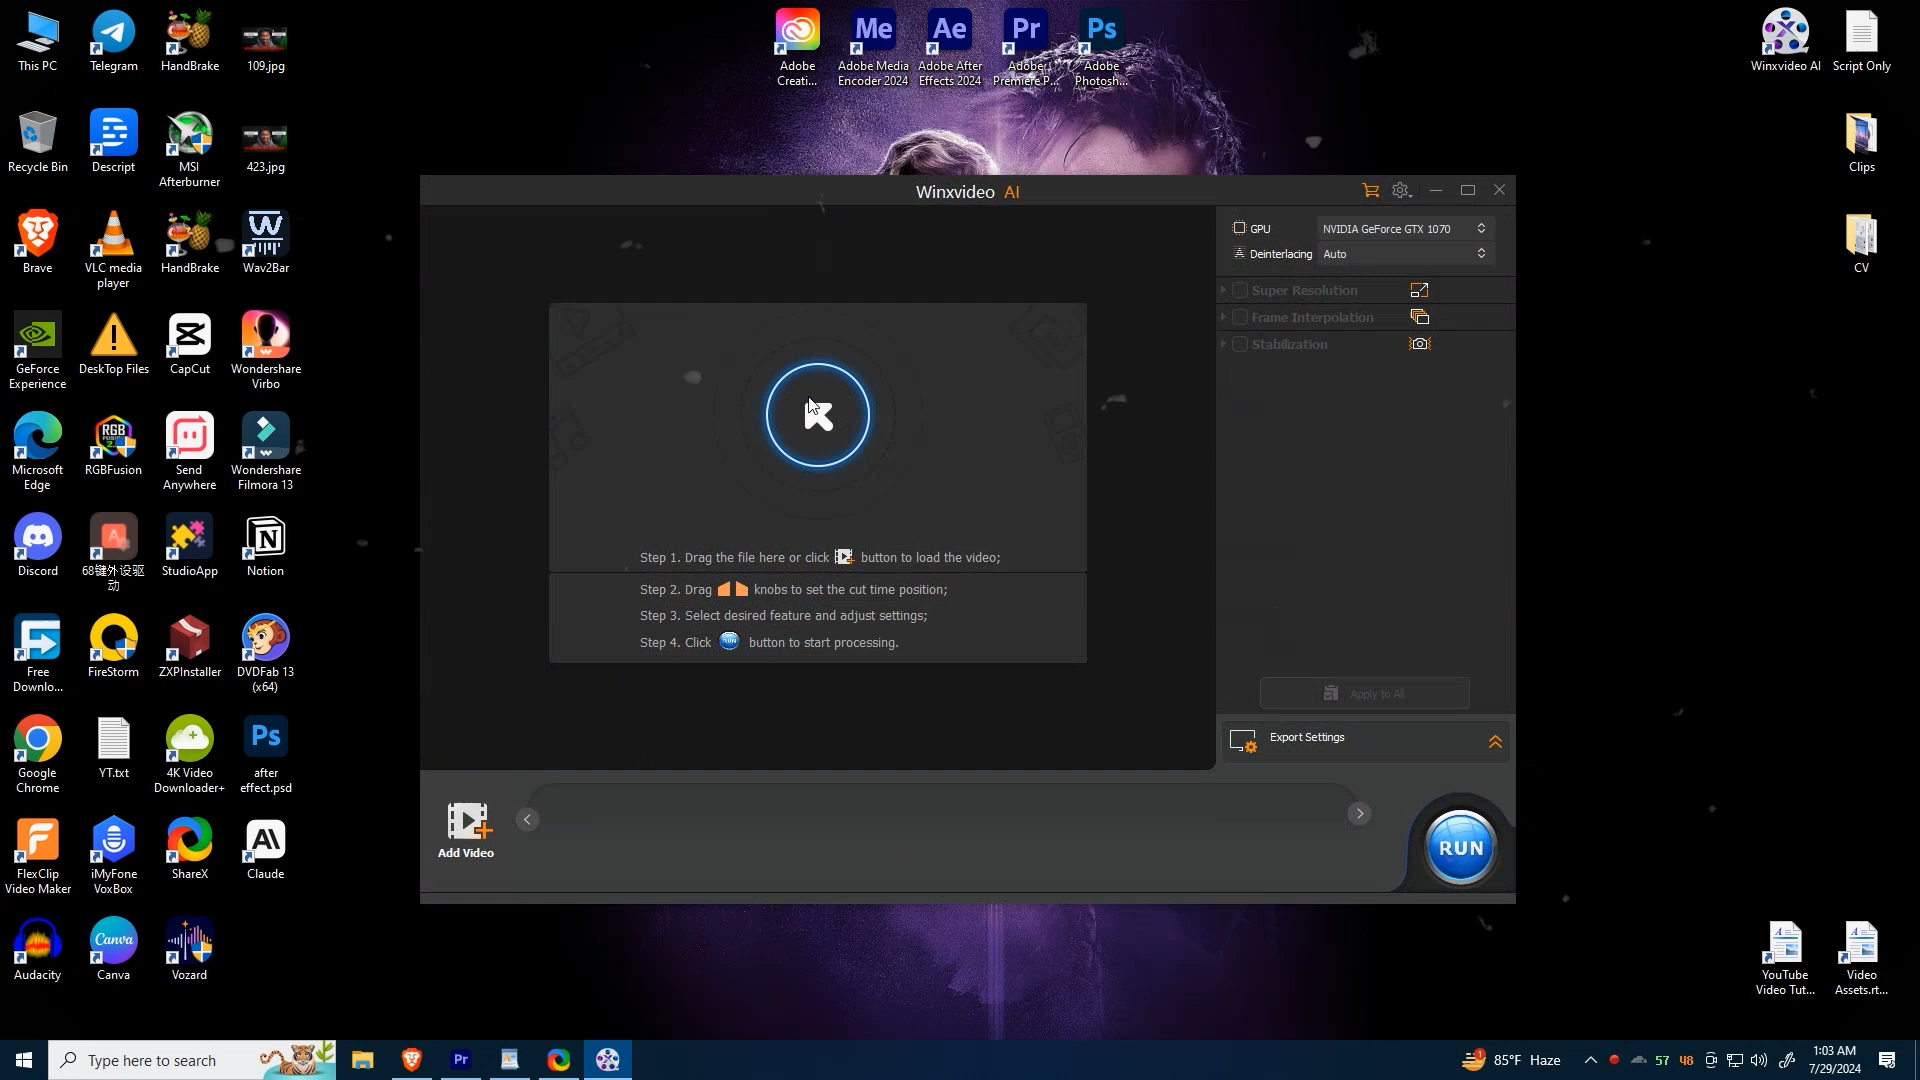 This PC
Telegram
HandBrake
109.jpg
Adobe
Creati...
Me
Adobe Media
Encoder 2024
Ae
Adobe After
Effects 2024
Pr
Adobe
Premiere P...
Ps
Adobe
Photosh...
Winxvideo AI
Script Only
Recycle Bin
Descript
MSI
Afterburner
423.jpg
Clips
Brave
VLC media
player
HandBrake
Wav2Bar
CV
GeForce
Experience
DeskTop Files
CapCut
Wondershare
Virbo
Microsoft
Edge
RGB
RGBFusion
Send
Anywhere
Wondershare
Filmora 13
Discord
68键外设驱
动
StudioApp
Notion
Free
Downlo...
FireStorm
ZXPInstaller
DVDFab 13
(x64)
Google
Chrome
YT.txt
4K Video
Downloader+
Ps
after
effect.psd
FlexClip
Video Maker
iMyFone
VoxBox
ShareX
Claude
Audacity
Canva
Canva
Vozard
YouTube
Video Tut...
Video
Assets.rt...
Winxvideo AI
GPU
NVIDIA GeForce GTX 1070
Deinterlacing
Auto
Super Resolution
Frame Interpolation
Stabilization
Step 1. Drag the file here or click button to load the video;
Step 2. Drag knobs to set the cut time position;
Step 3. Select desired feature and adjust settings;
Step 4. Click RUN button to start processing.
Apply to All
Export Settings
Add Video
RUN
Type here to search
Pr
85°F Haze
57
48
1:03 AM
7/29/2024